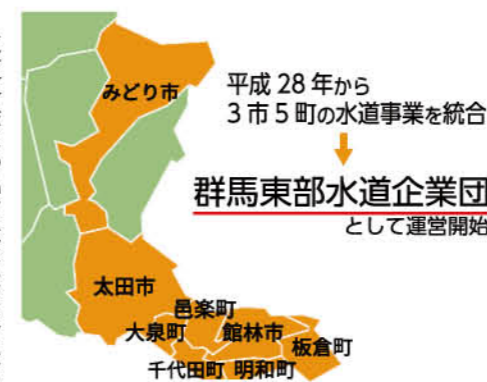 平成 28 年から
3 市 5 町の水道事業を統合
群馬東部水道企業団
として運営開始
みどり市
太田市
邑楽町
大泉町
館林市
板倉町
千代田町
明和町